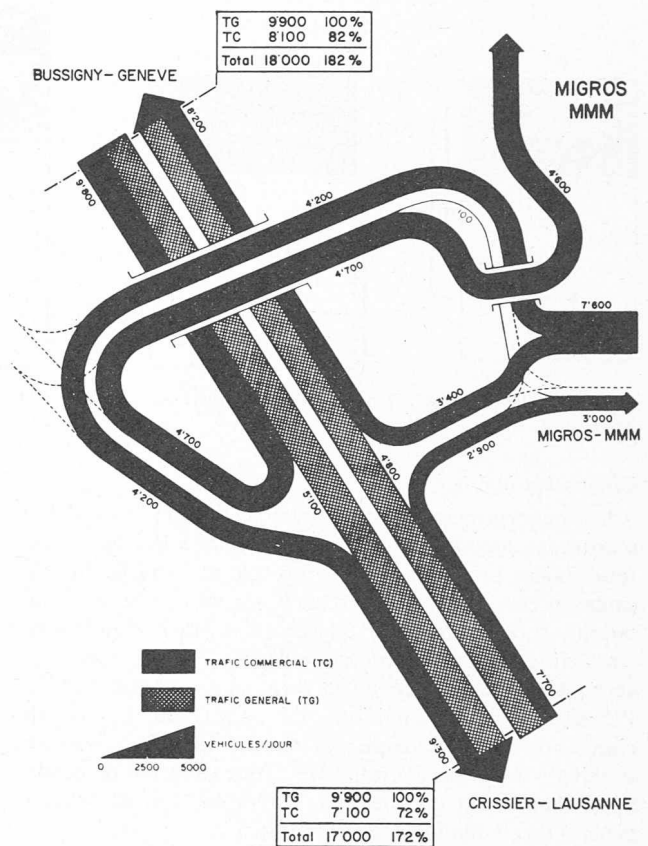 TG 9'900 100%
TC 8'100 82%
Total 18'000 182%
BUSSIGNY–GENEVE
MIGROS
MMM
8'200
9'800
4'600
4'200
'00
4'700
7'600
3'400
3'000
MIGROS–MMM
2'900
4'700
4'800
5'100
4'200
TRAFIC COMMERCIAL (TC)
TRAFIC GENERAL (TG)
VEHICULES/JOUR
0 2500 5000
7'700
9'300
TG 9'900 100%
TC 7'100 72%
Total 17'000 172%
CRISSIER–LAUSANNE